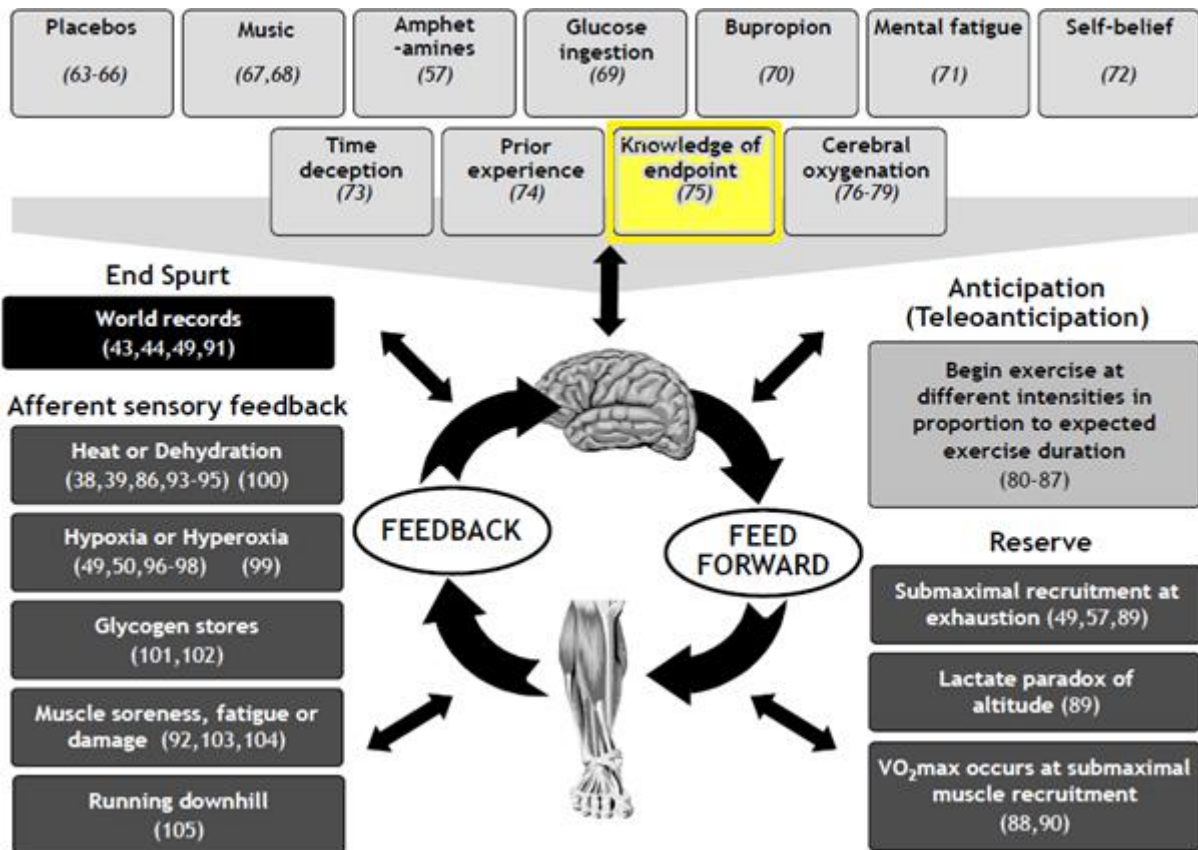 Placebos
(63-66)
Music
(67,68)
Amphet
-amines
(57)
Glucose
ingestion
(69)
Bupropion
(70)
Mental fatigue
(71)
Self-belief
(72)
Time
deception
(73)
Prior
experience
(74)
Knowledge of
endpoint
(75)
Cerebral
oxygenation
(76-79)
End Spurt
World records
(43,44,49,91)
Afferent sensory feedback
Heat or Dehydration
(38,39,86,93-95) (100)
Hypoxia or Hyperoxia
(49,50,96-98) (99)
Glycogen stores
(101,102)
Muscle soreness, fatigue or
damage (92,103,104)
Running downhill
(105)
FEEDBACK
FEED
FORWARD
Anticipation
(Teleoanticipation)
Begin exercise at
different intensities in
proportion to expected
exercise duration
(80-87)
Reserve
Submaximal recruitment at
exhaustion (49,57,89)
Lactate paradox of
altitude (89)
VO₂max occurs at submaximal
muscle recruitment
(88,90)